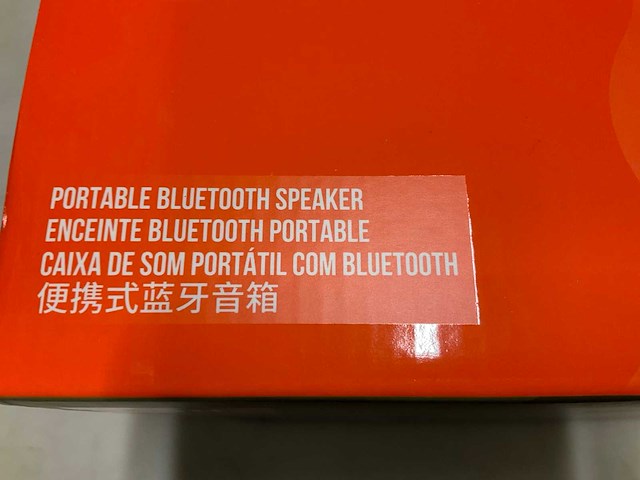 PORTABLE BLUETOOTH SPEAKER
ENCEINTE BLUETOOTH PORTABLE
CAIXA DE SOM PORTÁTIL COM BLUETOOTH
便携式蓝牙音箱